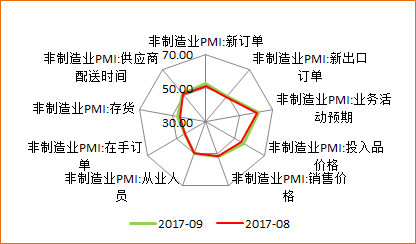 非制造业PMI:新订单
70.00
非制造业PMI:供应商
配送时间
非制造业PMI:新出口
订单
50.00
非制造业PMI:存货
非制造业PMI:业务活
动预期
30.00
非制造业PMI:在手订
单
非制造业PMI:投入品
价格
非制造业PMI:从业人
员
非制造业PMI:销售价
格
2017-09
2017-08